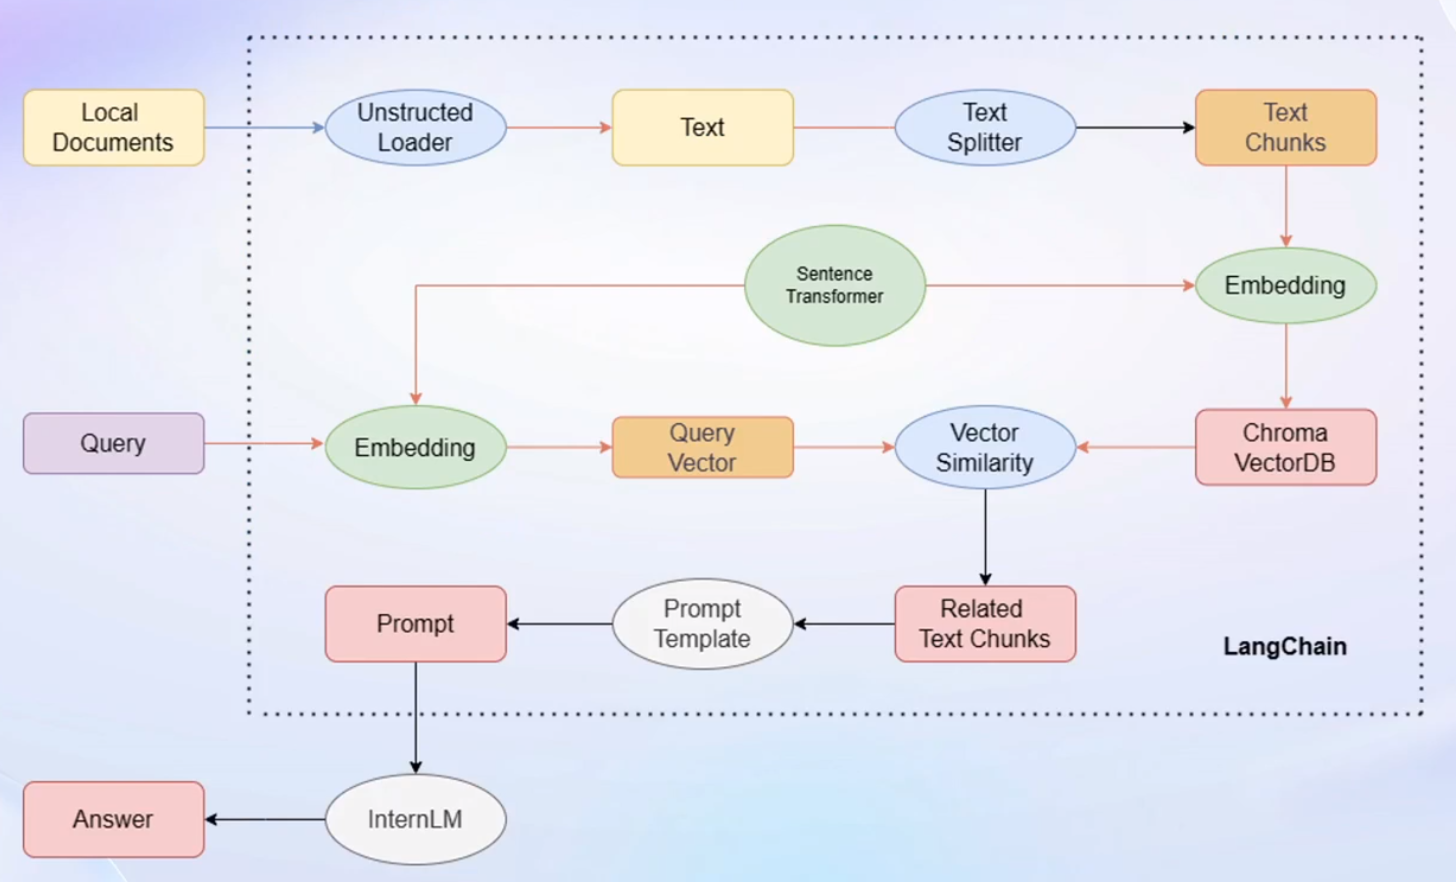 Local
Documents
Unstructed
Loader
Text
Text
Splitter
Text
Chunks
Sentence
Transformer
Embedding
Query
Embedding
Query
Vector
Vector
Similarity
Chroma
VectorDB
Prompt
Prompt
Template
Related
Text Chunks
LangChain
Answer
InternLM